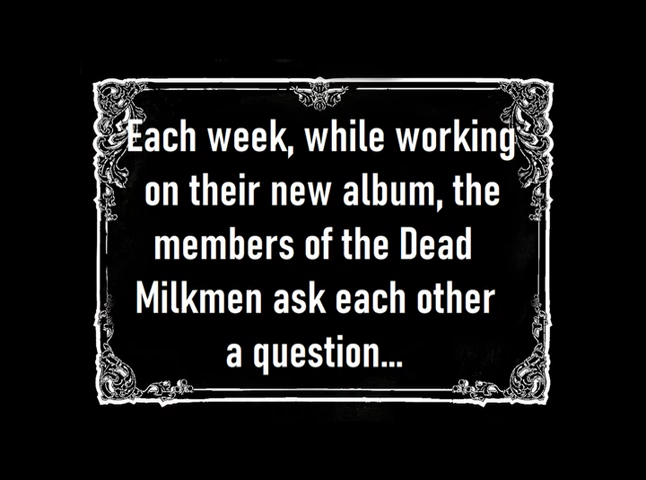 Each week, while working
on their new album, the
members of the Dead
Milkmen ask each other
a question...